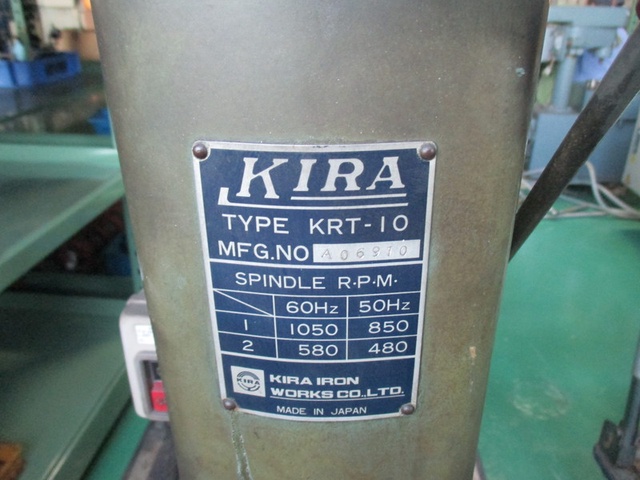 KIRA
TYPE KRT-10
MFG.NO A06910
SPINDLE R.P.M.
60Hz 50Hz
1 1050 850
2 580 480
KIRA KIRA IRON
WORKS CO.,LTD.
MADE IN JAPAN